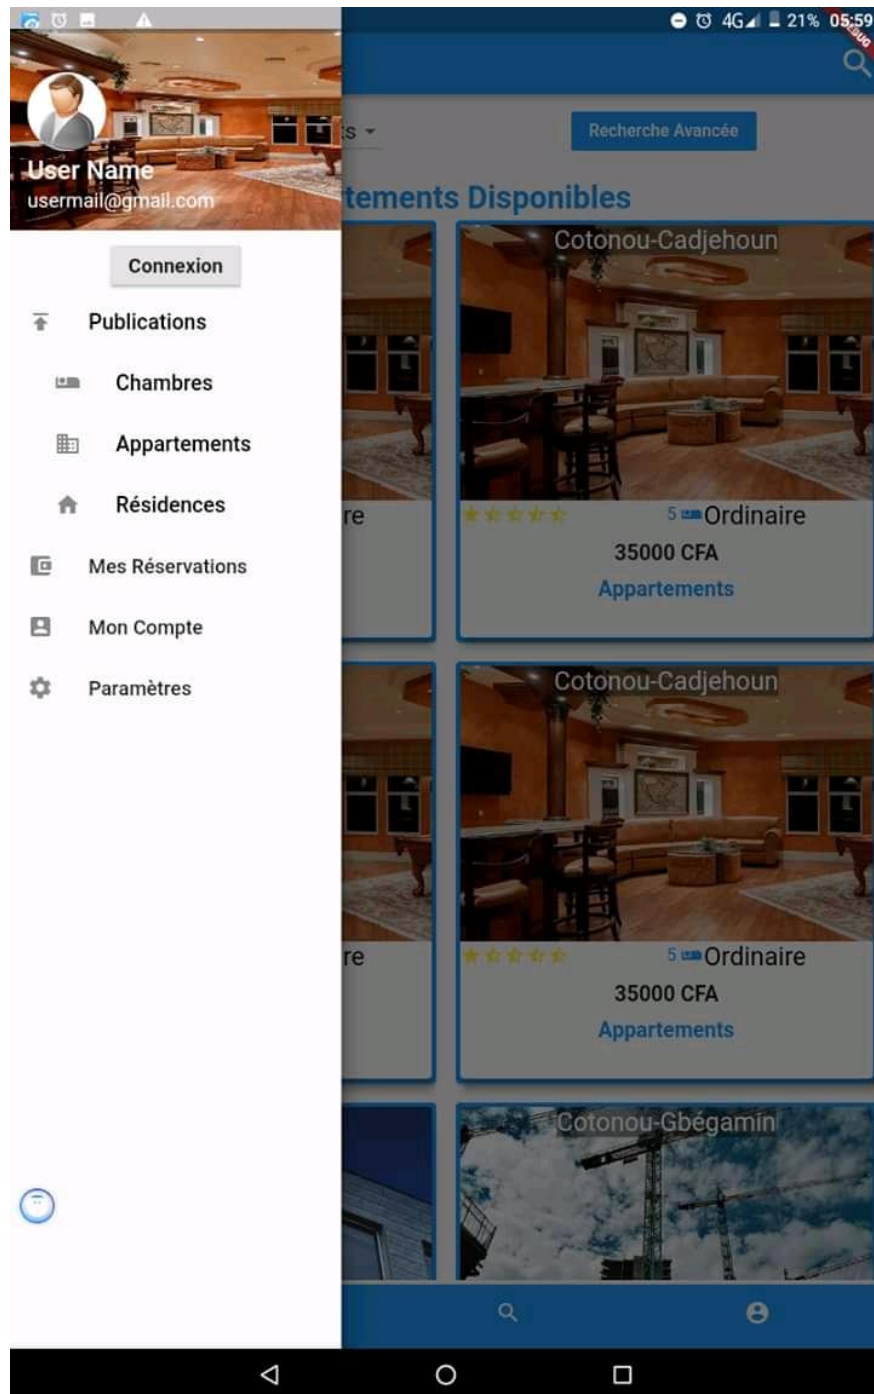 4G 21% 05:59
Recherche Avancée
User Name
usermail@gmail.com
tements Disponibles
Connexion
Cotonou-Cadjehoun
Publications
Chambres
Appartements
Résidences
re
5 Ordinaire
35000 CFA
Mes Réservations
Appartements
Mon Compte
Paramètres
Cotonou-Cadjehoun
re
5 Ordinaire
35000 CFA
Appartements
Cotonou-Gbégamin